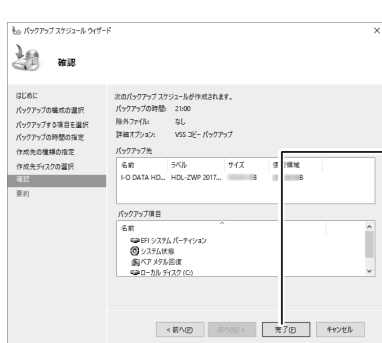 バックアップ スケジュール ウィザード
確認
はじめに
バックアップの構成の選択
バックアップする項目を選択
バックアップの時間の指定
作成先の種類の指定
作成先ディスクの選択
確認
要約
次のバックアップ スケジュールが作成されます。
バックアップの時間: 21:00
除外ファイル: なし
詳細オプション: VSS コピー バックアップ
バックアップ先
名前 ラベル サイズ 領域
I-O DATA HD... HDL-ZWP 2017... B B
バックアップ項目
名前
EFI システム パーティション
システム状態
ベア メタル回復
ローカル ディスク (C:)
< 前へ(P) 次へ(N) > 完了(F) キャンセル